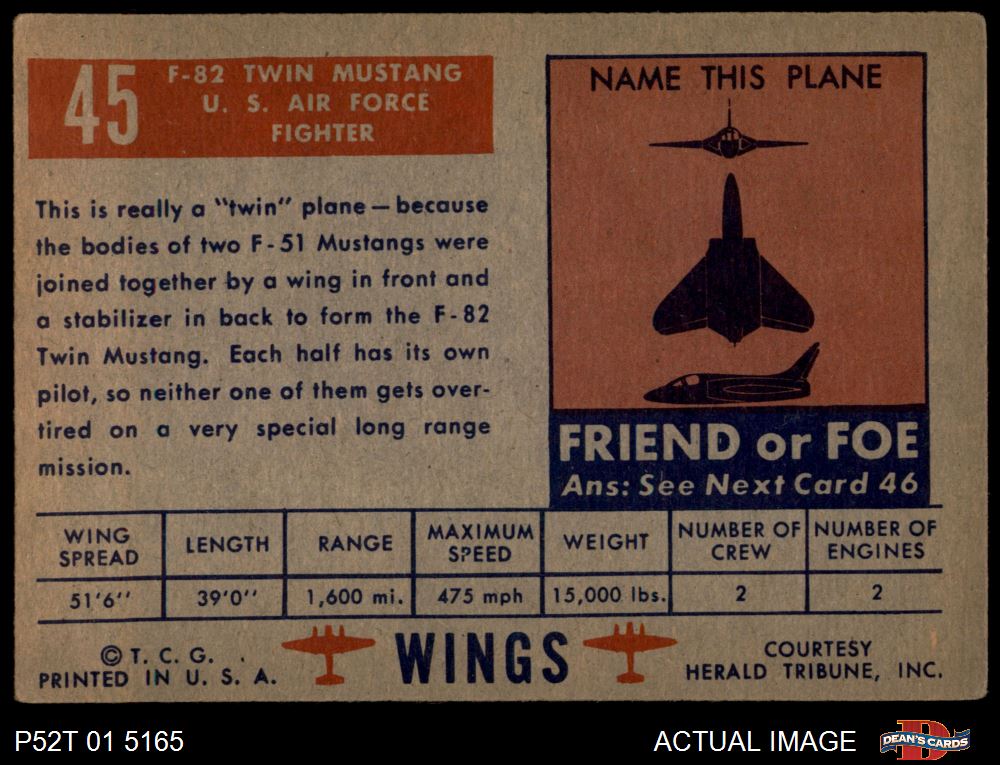 45
F-82 TWIN MUSTANG
U. S. AIR FORCE
FIGHTER
This is really a "twin" plane — because
the bodies of two F-51 Mustangs were
joined together by a wing in front and
a stabilizer in back to form the F-82
Twin Mustang. Each half has its own
pilot, so neither one of them gets over-
tired on a very special long range
mission.
NAME THIS PLANE
FRIEND or FOE
Ans: See Next Card 46
WING SPREAD LENGTH RANGE MAXIMUM SPEED WEIGHT NUMBER OF CREW NUMBER OF ENGINES
51'6" 39'0" 1,600 mi. 475 mph 15,000 lbs. 2 2
© T. C. G.
PRINTED IN U. S. A.
WINGS
COURTESY
HERALD TRIBUNE, INC.
P52T 01 5165
ACTUAL IMAGE
D
DEAN'S CARDS